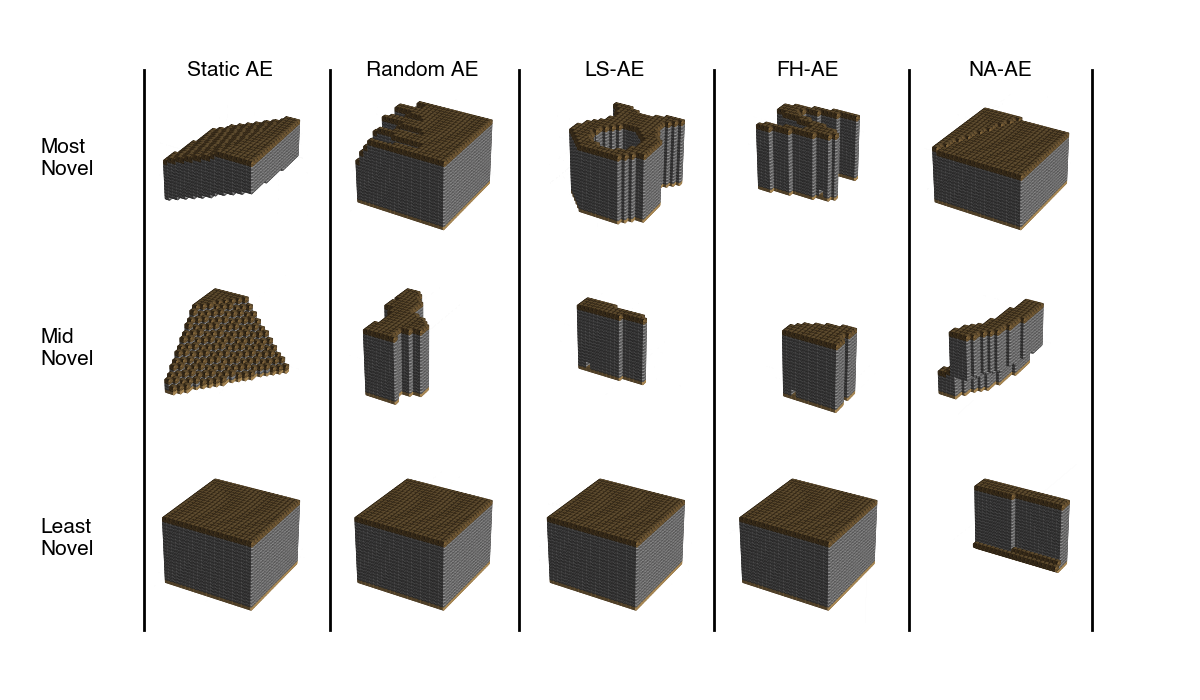 Static AE
Random AE
LS-AE
FH-AE
NA-AE
Most
Novel
Mid
Novel
Least
Novel